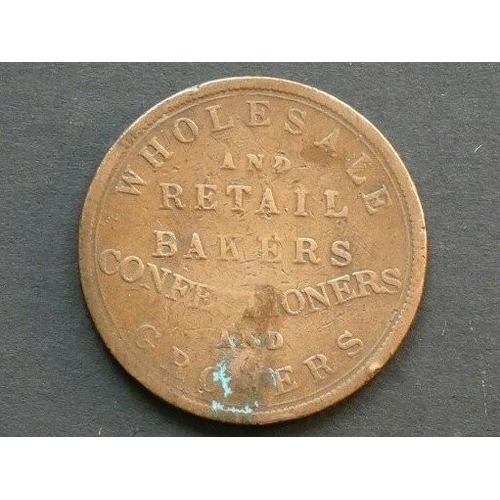 WHOLESALE
AND
RETAIL
BAKERS
CONFECTIONERS
AND
GROCERS